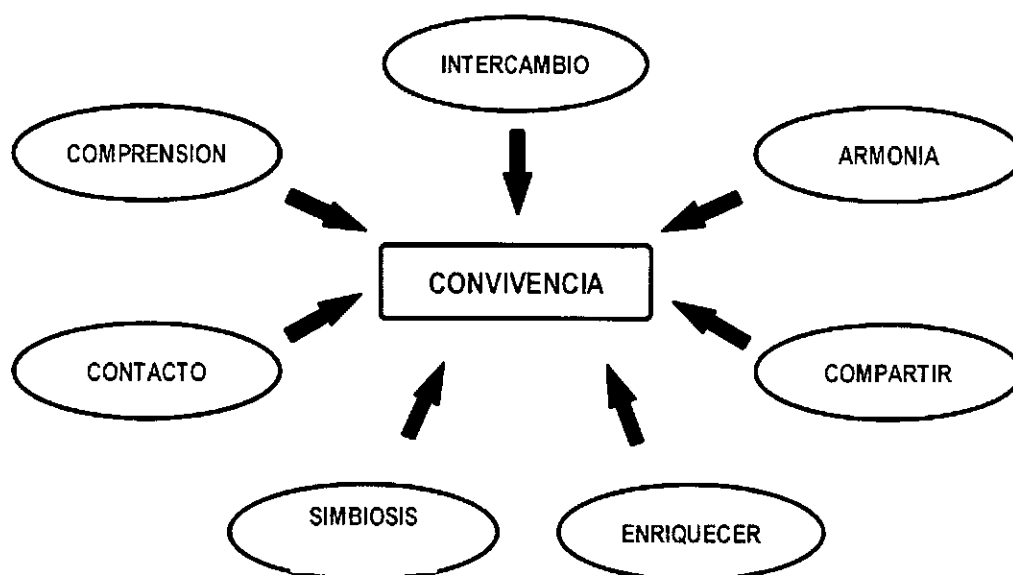 INTERCAMBIO
COMPRENSION
ARMONIA
CONVIVENCIA
CONTACTO
COMPARTIR
SIMBIOSIS
ENRIQUECER